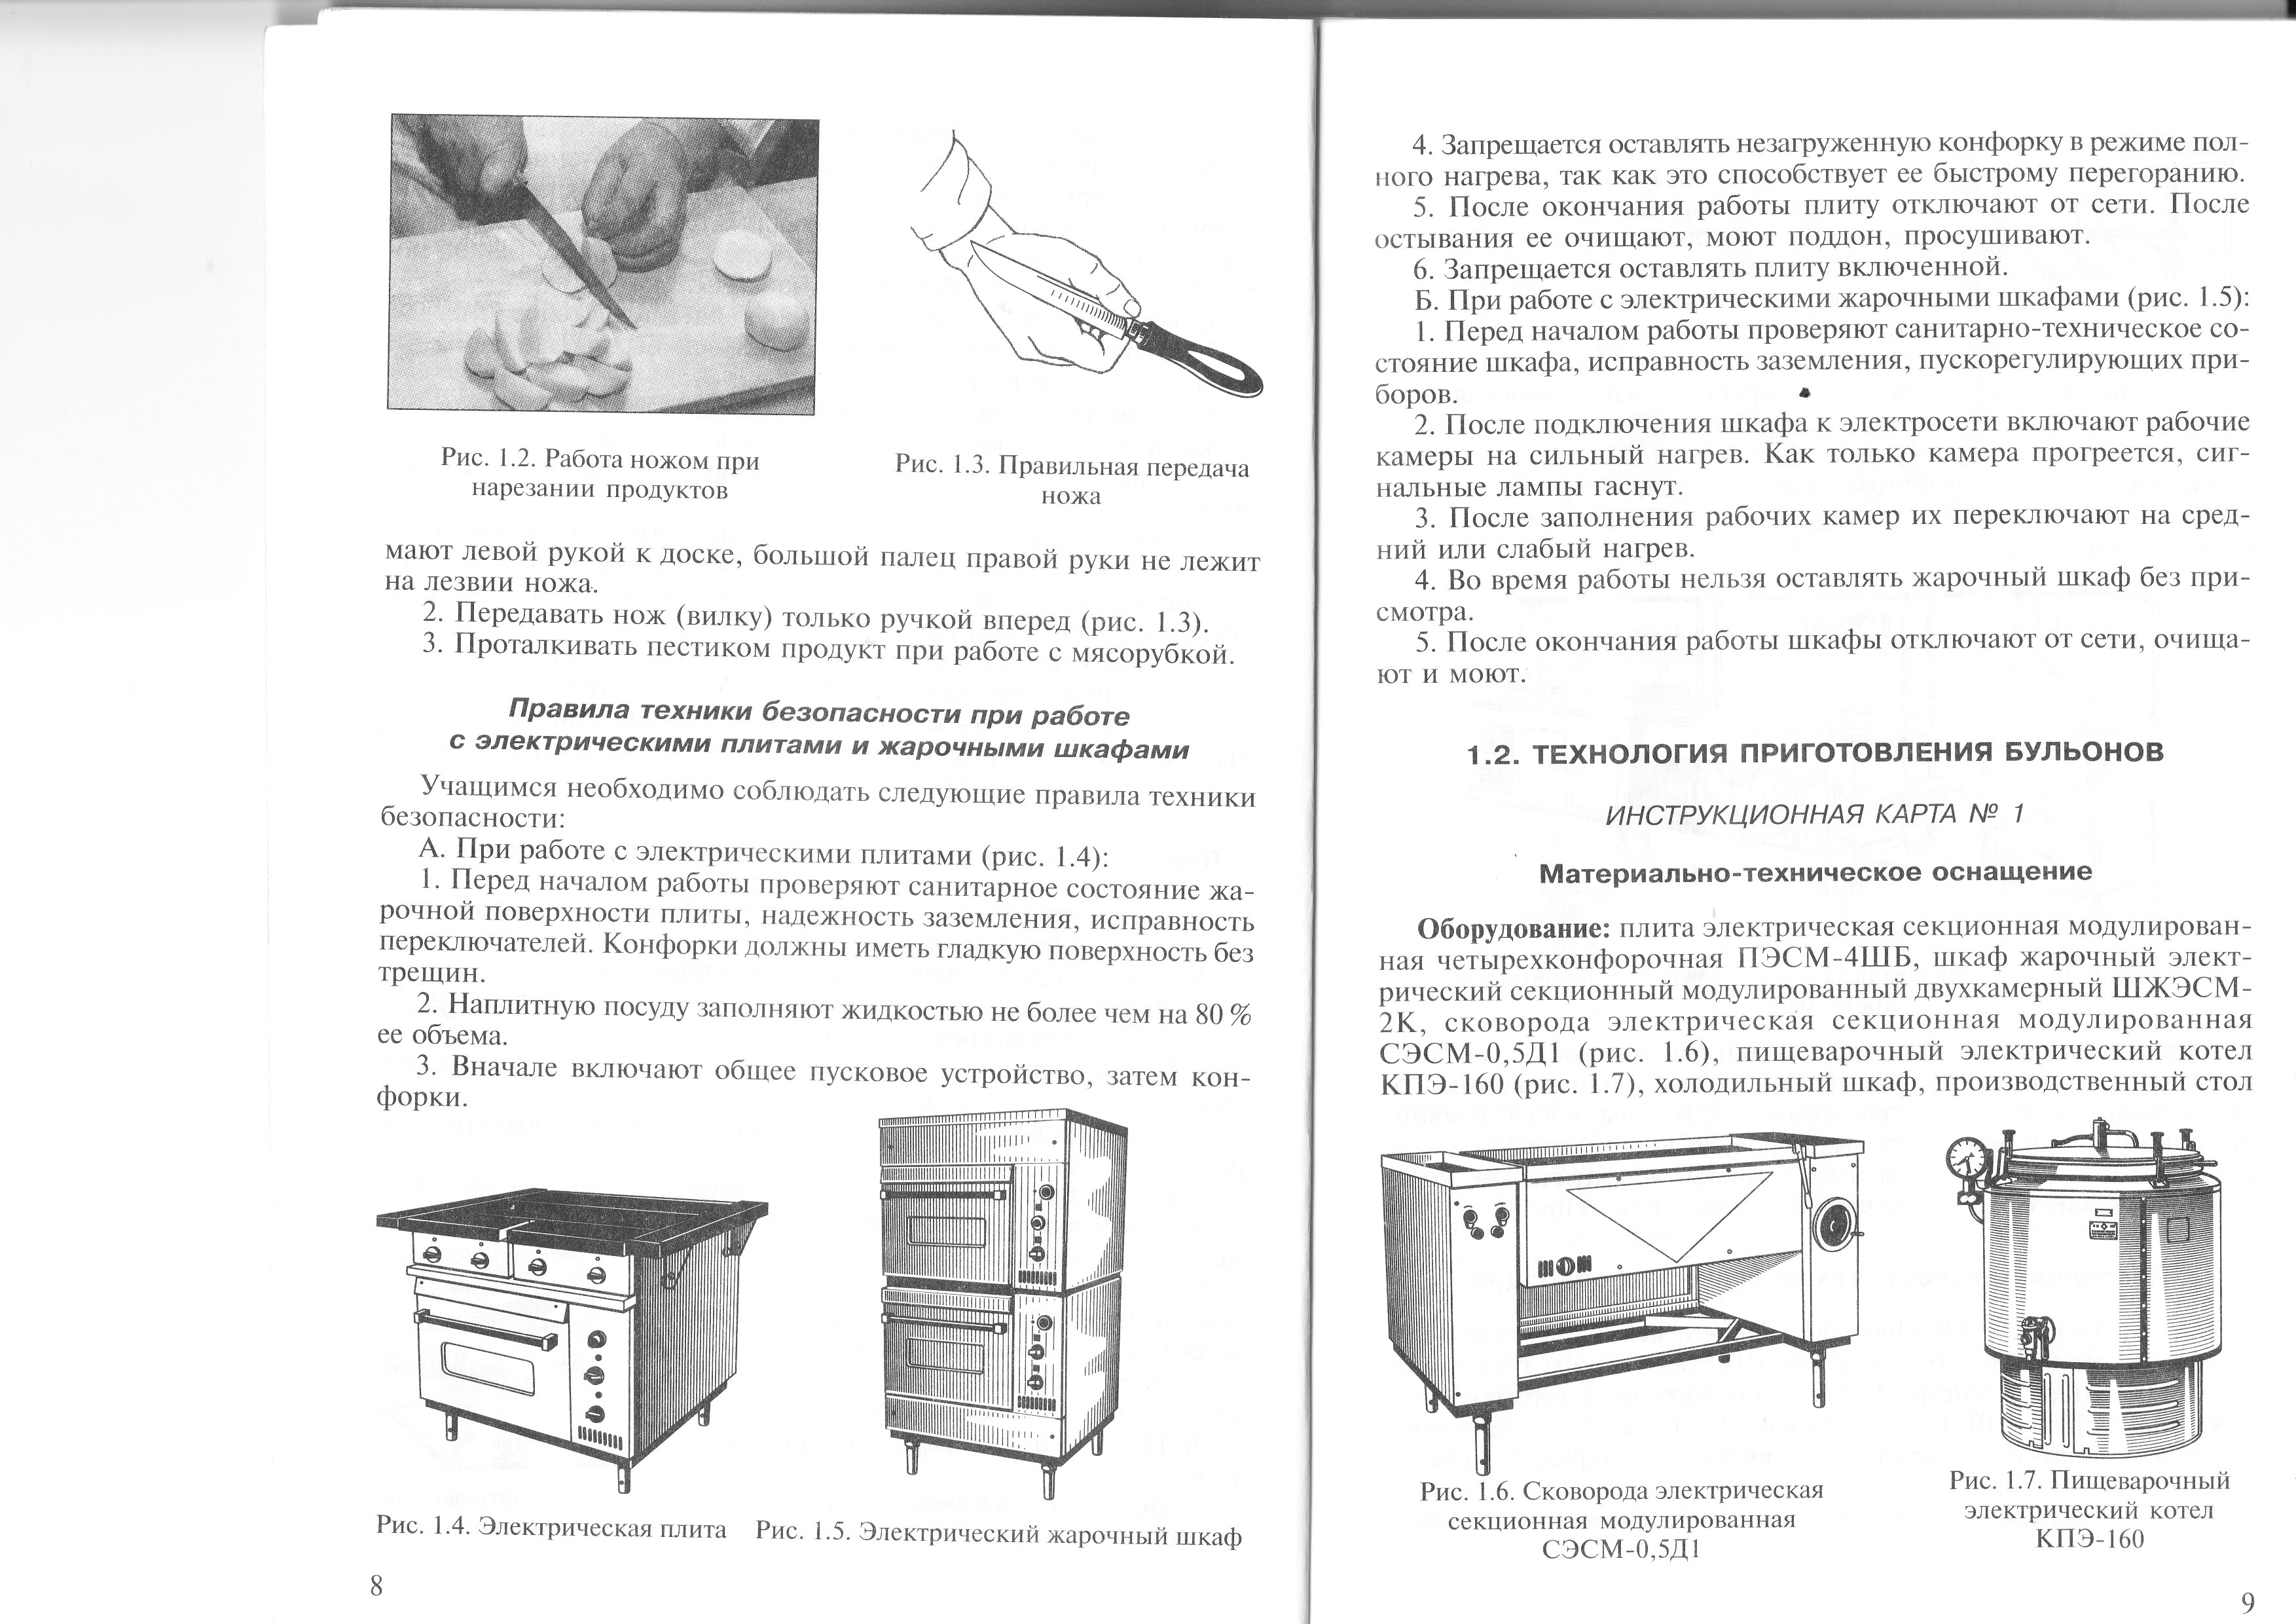 Рис. 1.2. Работа ножом при
нарезании продуктов
Рис. 1.3. Правильная передача
ножа
мают левой рукой к доске, большой палец правой руки не лежит
на лезвии ножа.
2. Передавать нож (вилку) только ручкой вперед (рис. 1.3).
3. Проталкивать пестиком продукт при работе с мясорубкой.
Правила техники безопасности при работе
с электрическими плитами и жарочными шкафами
Учащимся необходимо соблюдать следующие правила техники
безопасности:
А. При работе с электрическими плитами (рис. 1.4):
1. Перед началом работы проверяют санитарное состояние жа-
рочной поверхности плиты, надежность заземления, исправность
переключателей. Конфорки должны иметь гладкую поверхность без
трещин.
2. Наплитную посуду заполняют жидкостью не более чем на 80 %
ее объема.
3. Вначале включают общее пусковое устройство, затем кон-
форки.
Рис. 1.4. Электрическая плита
Рис. 1.5. Электрический жарочный шкаф
8
4. Запрещается оставлять незагруженную конфорку в режиме пол-
ного нагрева, так как это способствует ее быстрому перегоранию.
5. После окончания работы плиту отключают от сети. После
остывания ее очищают, моют поддон, просушивают.
6. Запрещается оставлять плиту включенной.
Б. При работе с электрическими жарочными шкафами (рис. 1.5):
1. Перед началом работы проверяют санитарно-техническое со-
стояние шкафа, исправность заземления, пускорегулирующих при-
боров.
2. После подключения шкафа к электросети включают рабочие
камеры на сильный нагрев. Как только камера прогреется, сиг-
нальные лампы гаснут.
3. После заполнения рабочих камер их переключают на сред-
ний или слабый нагрев.
4. Во время работы нельзя оставлять жарочный шкаф без при-
смотра.
5. После окончания работы шкафы отключают от сети, очища-
ют и моют.
1.2. ТЕХНОЛОГИЯ ПРИГОТОВЛЕНИЯ БУЛЬОНОВ
ИНСТРУКЦИОННАЯ КАРТА № 1
Материально-техническое оснащение
Оборудование: плита электрическая секционная модулирован-
ная четырехконфорочная ПЭСМ-4ШБ, шкаф жарочный элект-
рический секционный модулированный двухкамерный ШЖЭСМ-
2К, сковорода электрическая секционная модулированная
СЭСМ-0,5Д1 (рис. 1.6), пищеварочный электрический котел
КПЭ-160 (рис. 1.7), холодильный шкаф, производственный стол
Рис. 1.6. Сковорода электрическая
секционная модулированная
СЭСМ-0,5Д1
Рис. 1.7. Пищеварочный
электрический котел
КПЭ-160
9